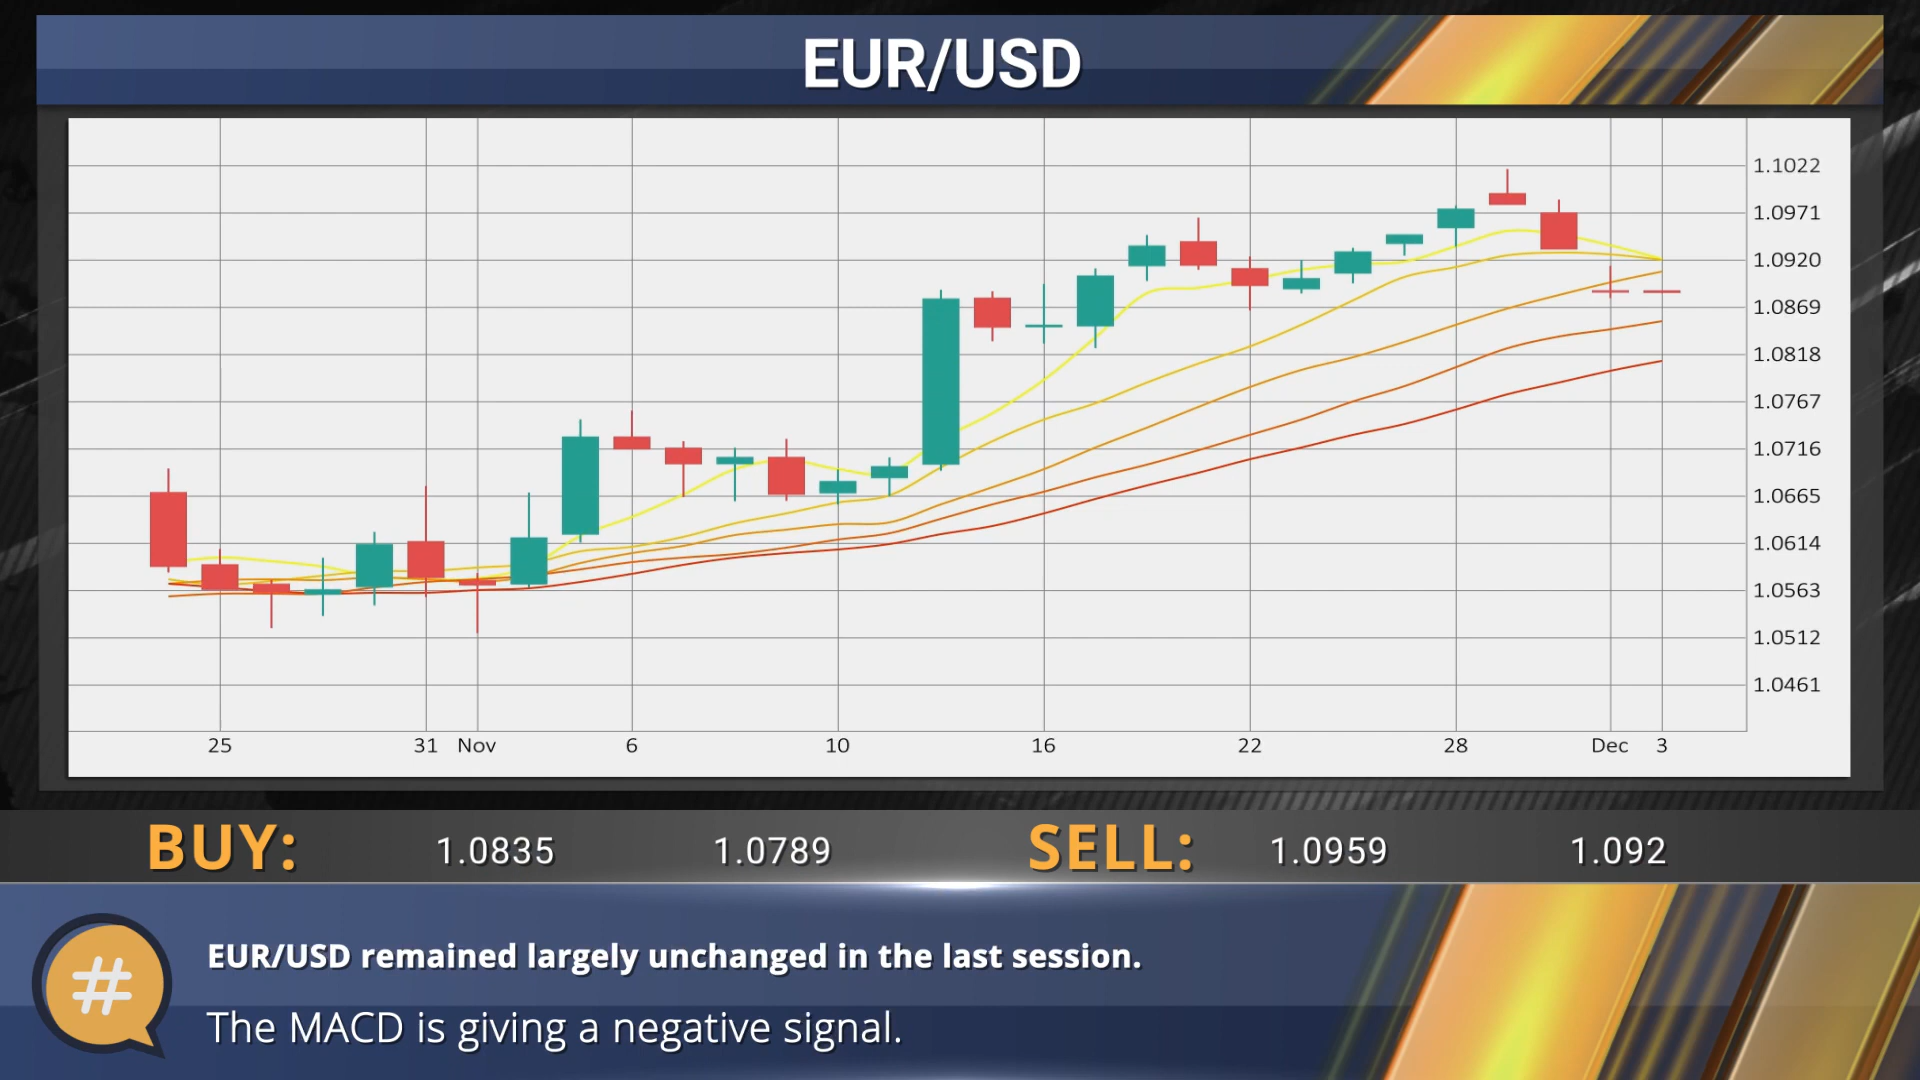 EUR/USD
1.1022
1.0971
1.0920
1.0869
1.0818
1.0767
1.0716
1.0665
1.0614
1.0563
1.0512
1.0461
25 31 Nov 6 10 16 22 28 Dec 3
BUY: 1.0835 1.0789 SELL: 1.0959 1.092
#
EUR/USD remained largely unchanged in the last session.
The MACD is giving a negative signal.